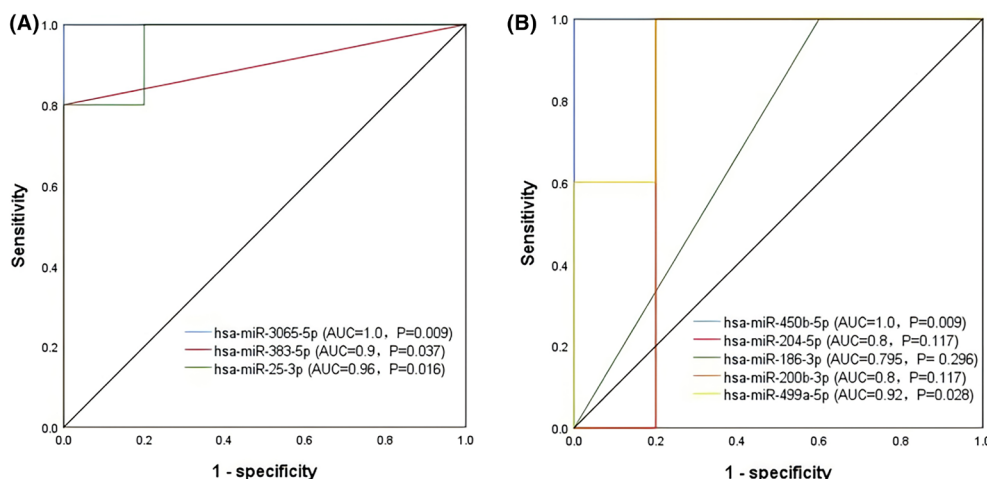 (A)
1.0
0.8
0.6
0.4
0.2
0.0
Sensitivity
hsa-miR-3065-5p (AUC=1.0，P=0.009)
hsa-miR-383-5p (AUC=0.9，P=0.037)
hsa-miR-25-3p (AUC=0.96，P=0.016)
0.0 0.2 0.4 0.6 0.8 1.0
1 - specificity
(B)
1.0
0.8
0.6
0.4
0.2
0.0
Sensitivity
hsa-miR-450b-5p (AUC=1.0，P=0.009)
hsa-miR-204-5p (AUC=0.8，P=0.117)
hsa-miR-186-3p (AUC=0.795，P= 0.296)
hsa-miR-200b-3p (AUC=0.8，P=0.117)
hsa-miR-499a-5p (AUC=0.92，P=0.028)
0.0 0.2 0.4 0.6 0.8 1.0
1 - specificity